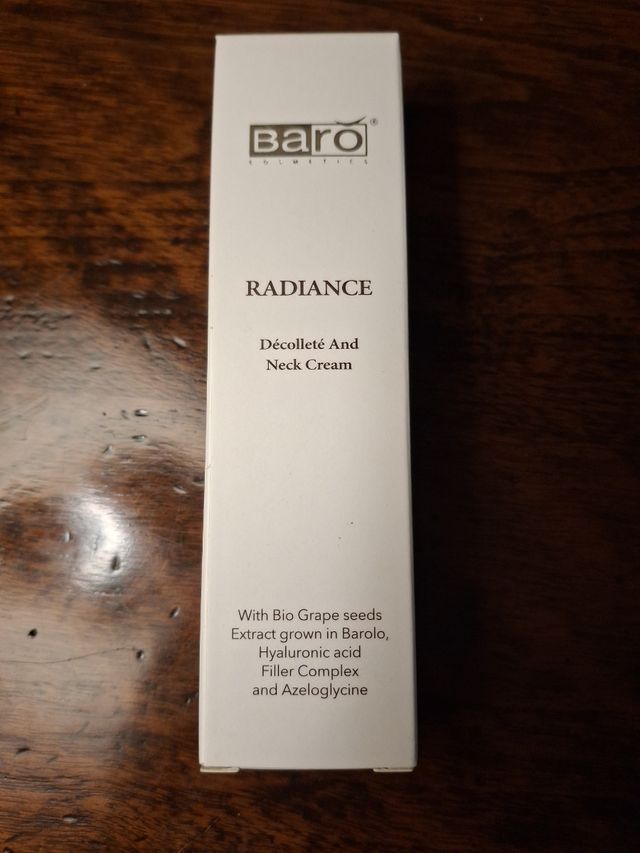 Barò®
COSMETICS
RADIANCE
Décolleté And
Neck Cream
With Bio Grape seeds
Extract grown in Barolo,
Hyaluronic acid
Filler Complex
and Azeloglycine